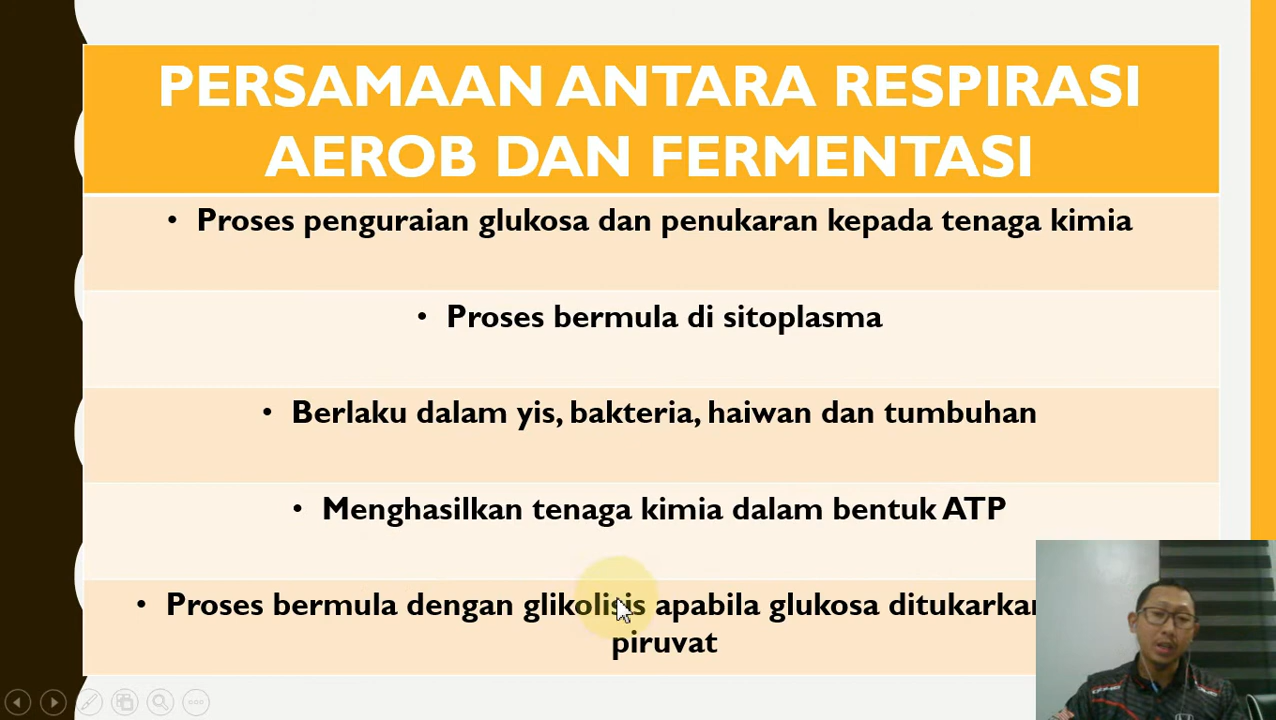 PERSAMAAN ANTARA RESPIRASI
AEROB DAN FERMENTASI
• Proses penguraian glukosa dan penukaran kepada tenaga kimia
• Proses bermula di sitoplasma
• Berlaku dalam yis, bakteria, haiwan dan tumbuhan
• Menghasilkan tenaga kimia dalam bentuk ATP
• Proses bermula dengan glikolisis apabila glukosa ditukarkan
piruvat